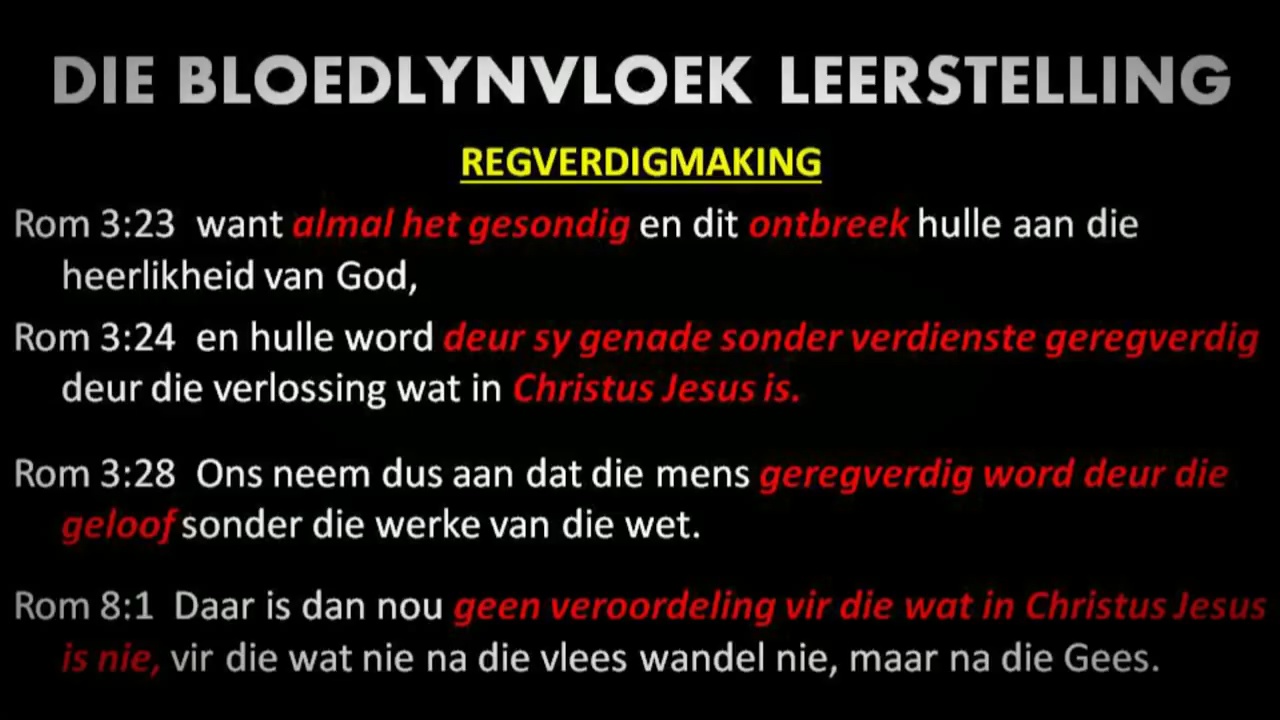 DIE BLOEDLYNVLOEK LEERSTELLING
REGVERDIGMAKING
Rom 3:23 want almal het gesondig en dit ontbreek hulle aan die
heerlikheid van God,
Rom 3:24 en hulle word deur sy genade sonder verdienste geregverdig
deur die verlossing wat in Christus Jesus is.
Rom 3:28 Ons neem dus aan dat die mens geregverdig word deur die
geloof sonder die werke van die wet.
Rom 8:1 Daar is dan nou geen veroordeling vir die wat in Christus Jesus
is nie, vir die wat nie na die vlees wandel nie, maar na die Gees.